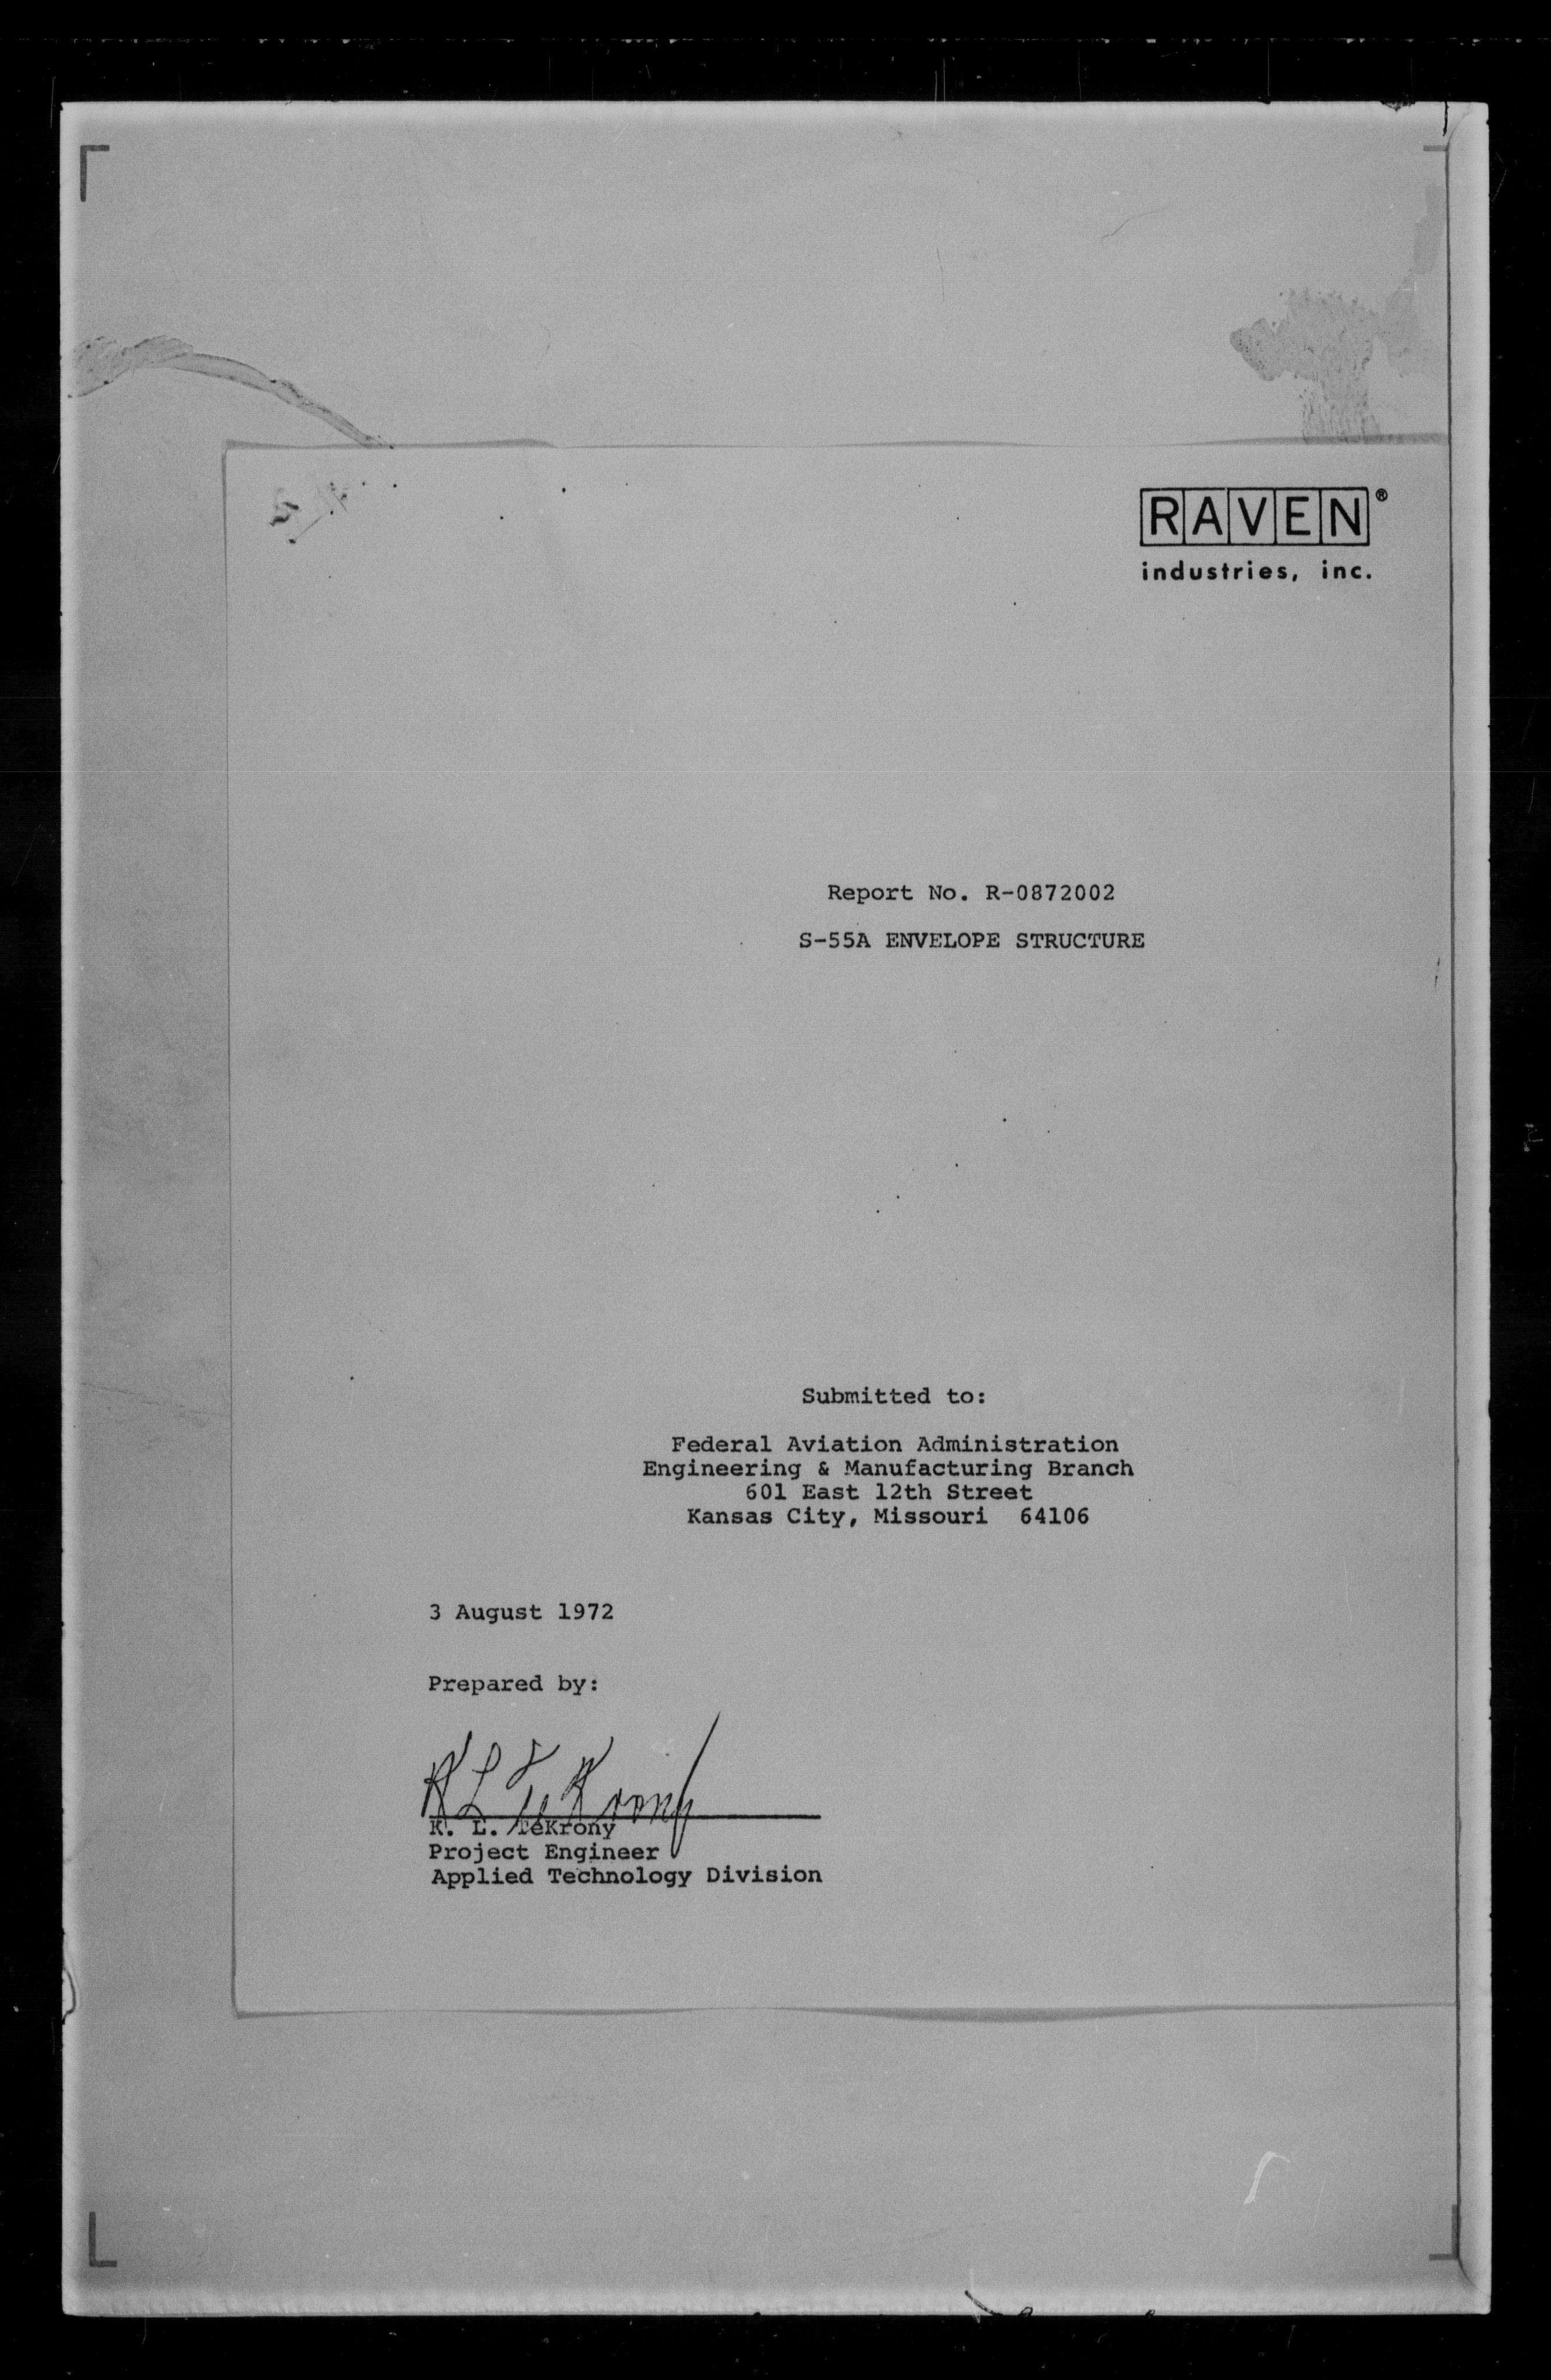 RAVEN®
industries, inc.
Report No. R-0872002
S-55A ENVELOPE STRUCTURE
Submitted to:
Federal Aviation Administration
Engineering & Manufacturing Branch
601 East 12th Street
Kansas City, Missouri 64106
3 August 1972
Prepared by:
K L TeKrony
K. L. TeKrony
Project Engineer
Applied Technology Division